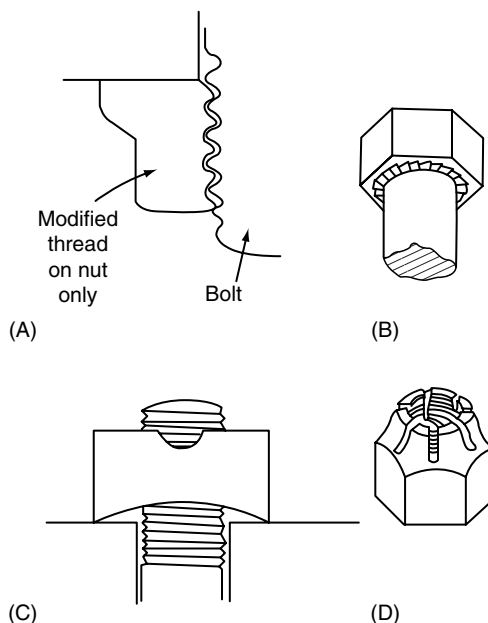 Modified
thread
on nut
only
Bolt
(A)
(B)
(C)
(D)